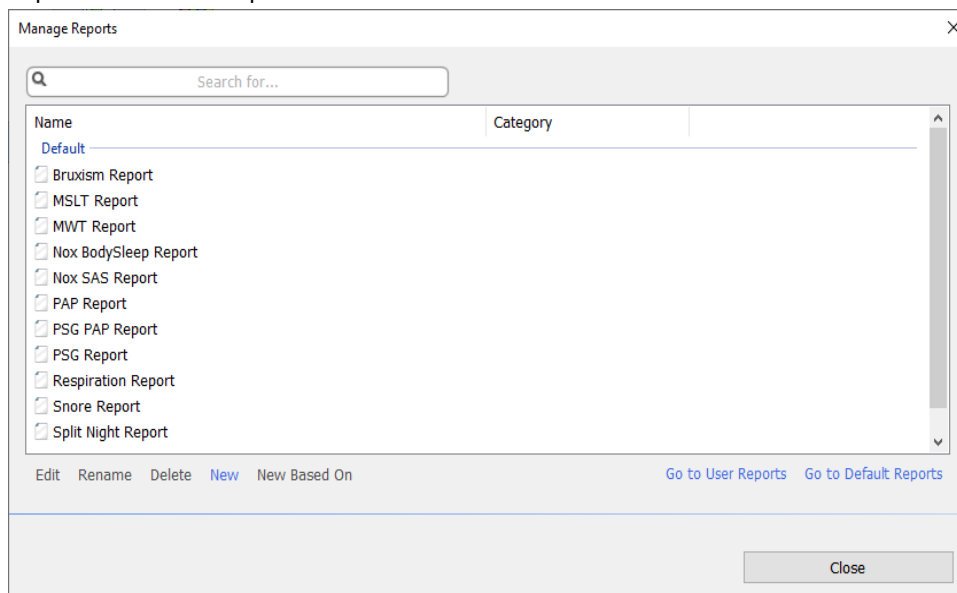 Manage Reports
Search for...
Name Category
Default
Bruxism Report
MSLT Report
MWT Report
Nox BodySleep Report
Nox SAS Report
PAP Report
PSG PAP Report
PSG Report
Respiration Report
Snore Report
Split Night Report
Edit Rename Delete New New Based On Go to User Reports Go to Default Reports
Close